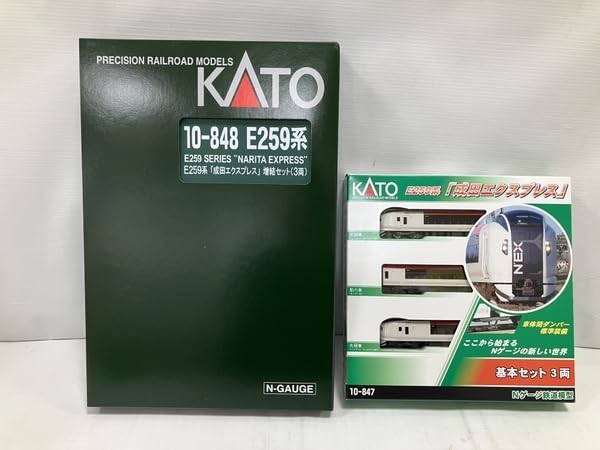 PRECISION RAILROAD MODELS
KATO
10-848 E259系
E259 SERIES "NARITA EXPRESS"
E259系「成田エクスプレス」増結セット(3両)
N-GAUGE
KATO
PRECISION RAILROAD MODELS
E259系「成田エクスプレス」
N'EX
車体間ダンパー
標準装備
ここから始まる
Nゲージの新しい世界
基本セット3両
10-847
Nゲージ鉄道模型